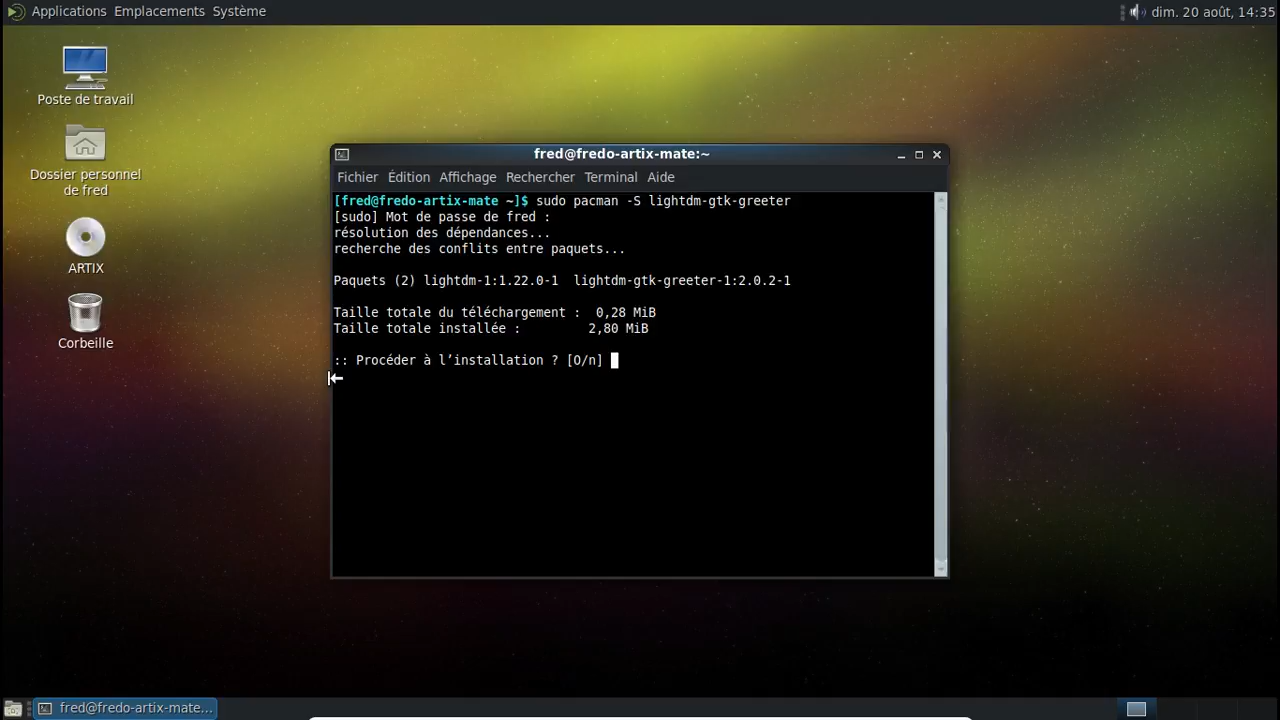 Applications Emplacements Système
dim. 20 août, 14:35
Poste de travail
Dossier personnel
de fred
ARTIX
Corbeille
fred@fredo-artix-mate:~
Fichier Édition Affichage Rechercher Terminal Aide
[fred@fredo-artix-mate ~]$ sudo pacman -S lightdm-gtk-greeter
[sudo] Mot de passe de fred :
résolution des dépendances...
recherche des conflits entre paquets...
Paquets (2) lightdm-1:1.22.0-1  lightdm-gtk-greeter-1:2.0.2-1
Taille totale du téléchargement :  0,28 MiB
Taille totale installée :         2,80 MiB
:: Procéder à l’installation ? [O/n]
fred@fredo-artix-mate...